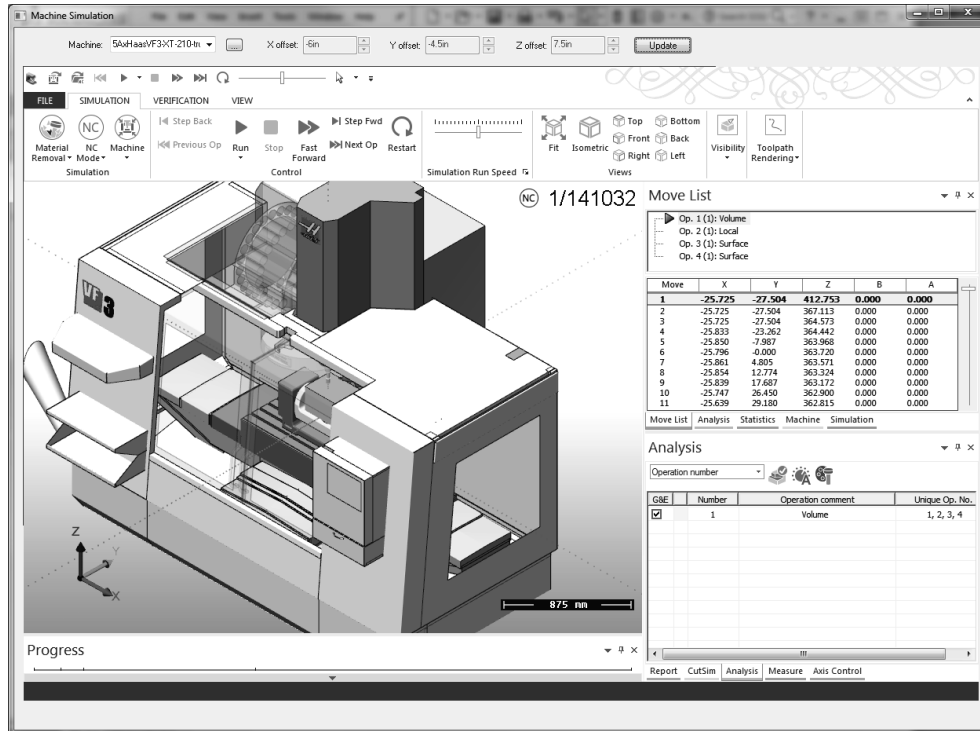 Machine Simulation
Machine: 5AxHaasVF3-XT-210-tru ... X offset: -6in Y offset: -4.5in Z offset: 7.5in Update
FILE SIMULATION VERIFICATION VIEW
Material Removal NC Mode Machine
Simulation
Step Back
Previous Op
Run Stop Fast Forward
Step Fwd
Next Op
Restart
Control
Simulation Run Speed
Fit Isometric
Top Bottom
Front Back
Right Left
Views
Visibility Toolpath Rendering
NC 1/141032
VF3
Z
Y
X
875 mm
Progress
Move List
Op. 1 (1): Volume
Op. 2 (1): Local
Op. 3 (1): Surface
Op. 4 (1): Surface
Move X Y Z B A
1 -25.725 -27.504 412.753 0.000 0.000
2 -25.725 -27.504 367.113 0.000 0.000
3 -25.725 -27.504 364.573 0.000 0.000
4 -25.833 -23.262 364.442 0.000 0.000
5 -25.850 -7.987 363.968 0.000 0.000
6 -25.796 -0.000 363.720 0.000 0.000
7 -25.861 4.805 363.571 0.000 0.000
8 -25.854 12.774 363.324 0.000 0.000
9 -25.839 17.687 363.172 0.000 0.000
10 -25.747 26.450 362.900 0.000 0.000
11 -25.639 29.180 362.815 0.000 0.000
Move List Analysis Statistics Machine Simulation
Analysis
Operation number
G&E Number Operation comment Unique Op. No.
1 Volume 1, 2, 3, 4
Report CutSim Analysis Measure Axis Control